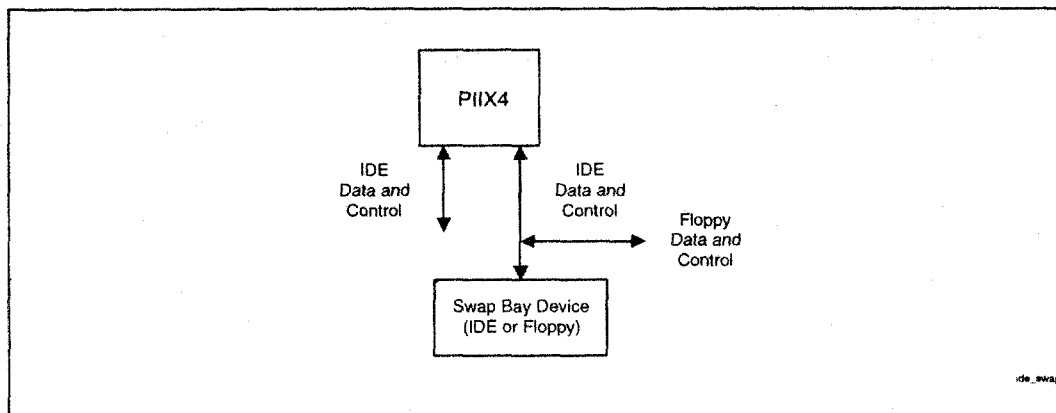 PIIX4
IDE
Data and
Control
IDE
Data and
Control
Floppy
Data and
Control
Swap Bay Device
(IDE or Floppy)
ide_swap